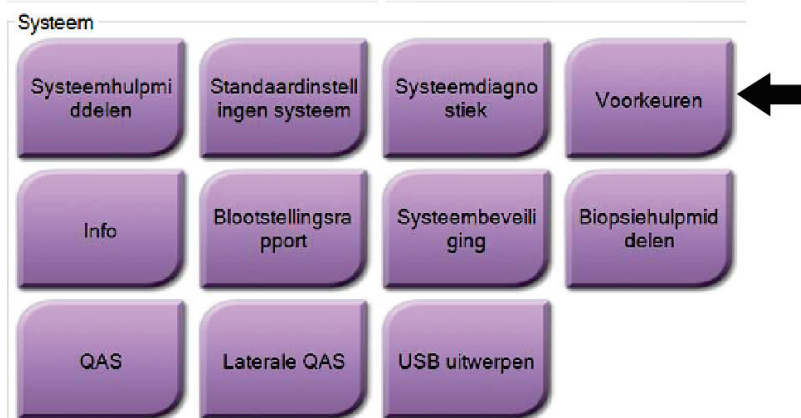 Systeem
Systeemhulpmi
ddelen
Standaardinstell
ingen systeem
Systeemdiagno
stiek
Voorkeuren
Info
Blootstellingsra
pport
Systeembeveili
ging
Biopsiehulpmid
delen
QAS
Laterale QAS
USB uitwerpen